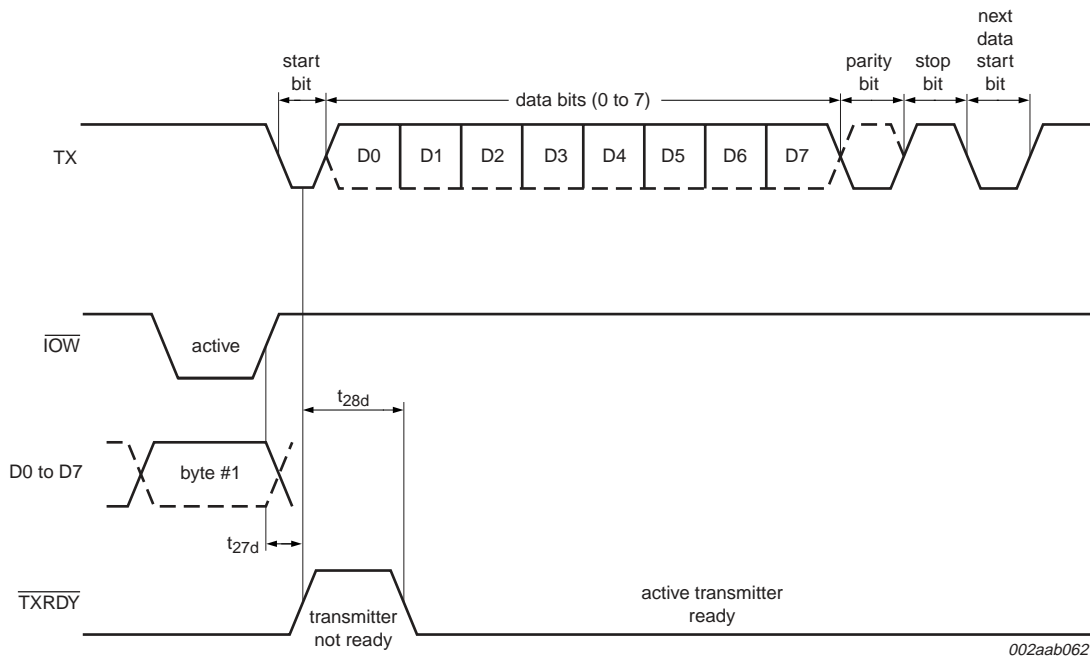 next
data
start
bit
start
bit
parity
bit
stop
bit
data bits (0 to 7)
TX
D0 D1 D2 D3 D4 D5 D6 D7
IOW
active
t28d
D0 to D7
byte #1
t27d
TXRDY
active transmitter
ready
transmitter
not ready
002aab062